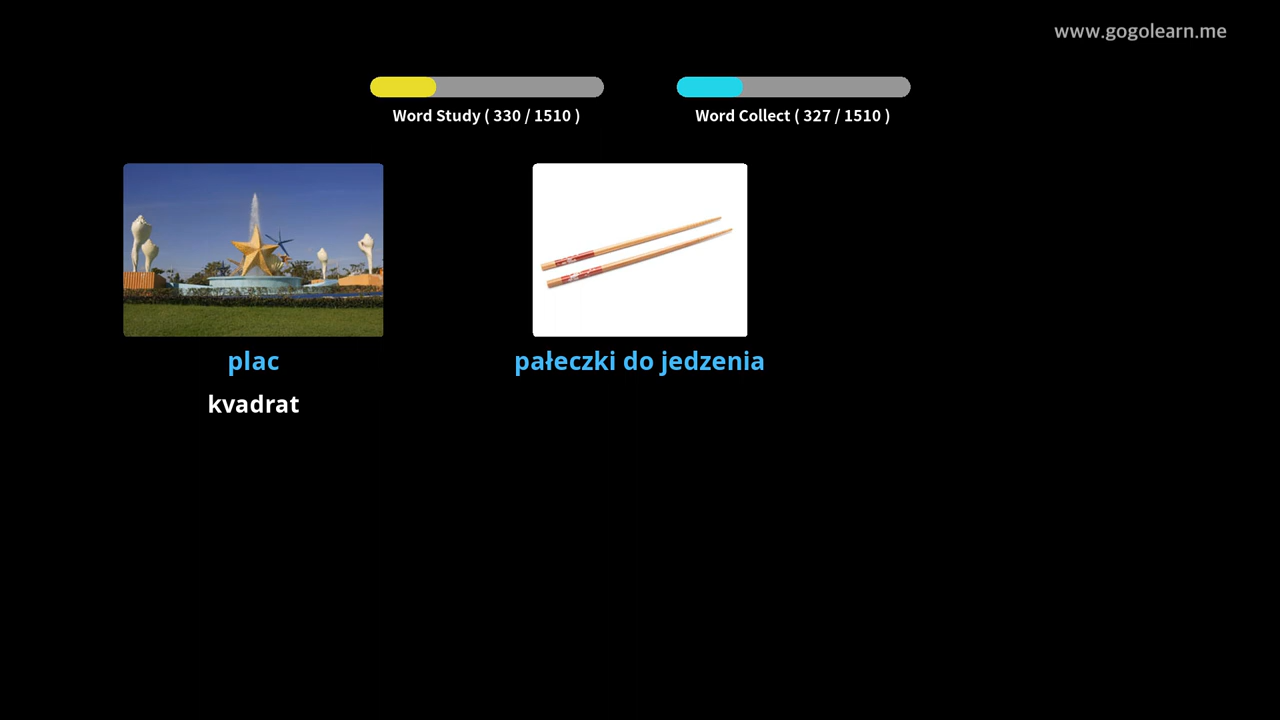 www.gogolearn.me
Word Study ( 330 / 1510 )
Word Collect ( 327 / 1510 )
plac
pałeczki do jedzenia
kvadrat